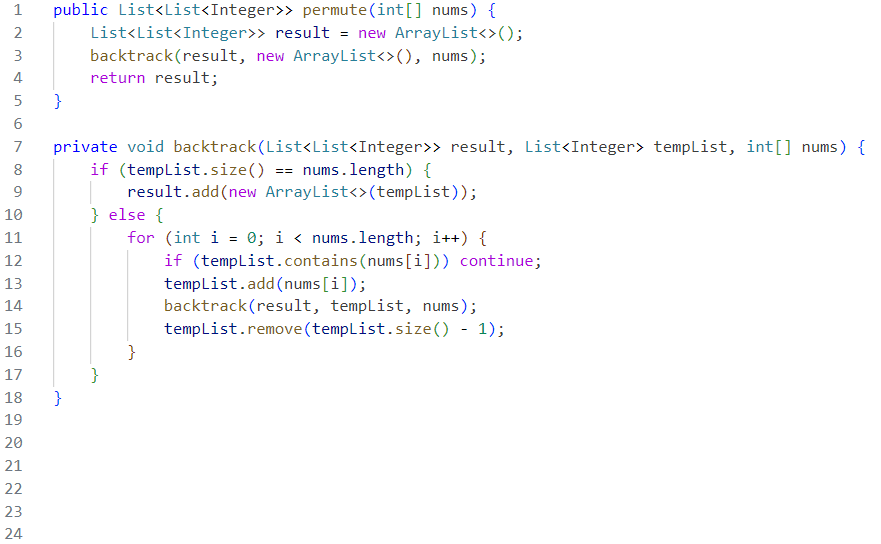 1 public List<List<Integer>> permute(int[] nums) {
2     List<List<Integer>> result = new ArrayList<>();
3     backtrack(result, new ArrayList<>(), nums);
4     return result;
5 }
6
7 private void backtrack(List<List<Integer>> result, List<Integer> tempList, int[] nums) {
8     if (tempList.size() == nums.length) {
9         result.add(new ArrayList<>(tempList));
10     } else {
11         for (int i = 0; i < nums.length; i++) {
12             if (tempList.contains(nums[i])) continue;
13             tempList.add(nums[i]);
14             backtrack(result, tempList, nums);
15             tempList.remove(tempList.size() - 1);
16         }
17     }
18 }
19
20
21
22
23
24